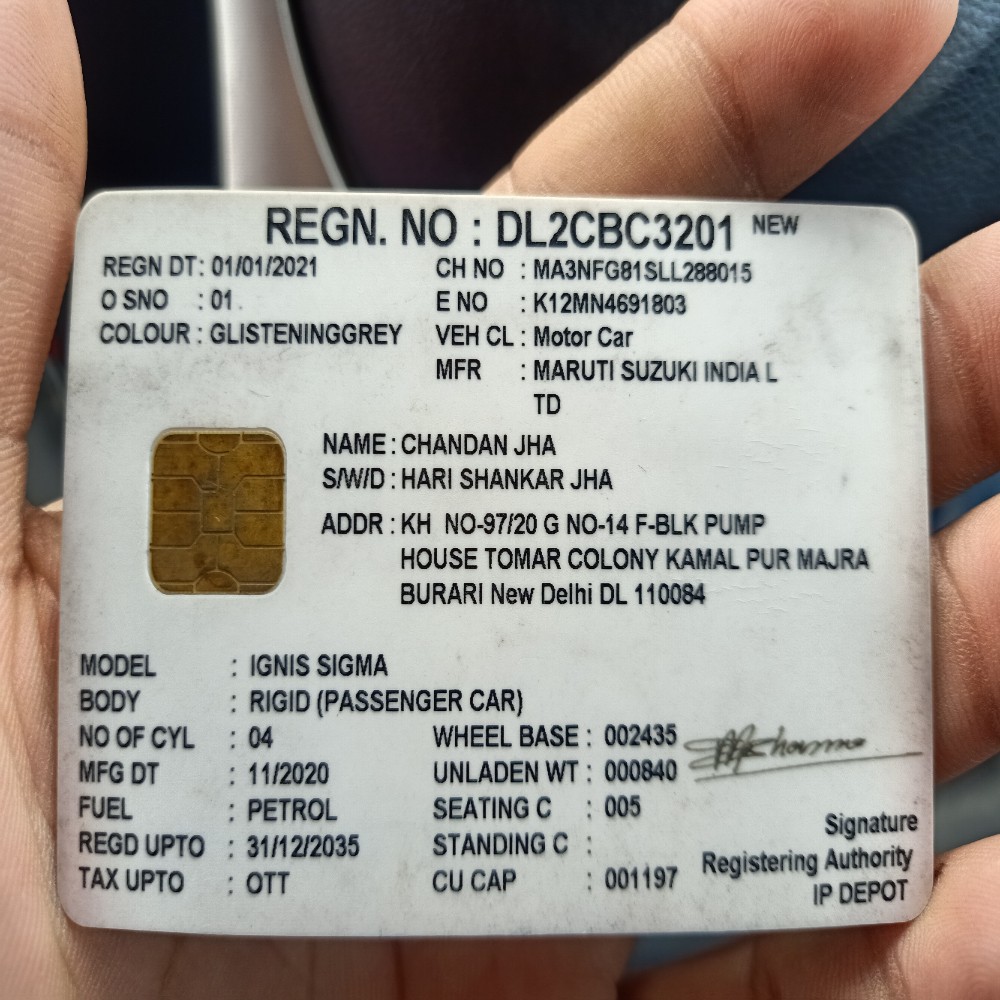 REGN. NO : DL2CBC3201 NEW
REGN DT: 01/01/2021 CH NO : MA3NFG81SLL288015
O SNO : 01 E NO : K12MN4691803
COLOUR : GLISTENINGGREY VEH CL : Motor Car
MFR : MARUTI SUZUKI INDIA L
TD
NAME : CHANDAN JHA
S/W/D : HARI SHANKAR JHA
ADDR : KH NO-97/20 G NO-14 F-BLK PUMP
HOUSE TOMAR COLONY KAMAL PUR MAJRA
BURARI New Delhi DL 110084
MODEL : IGNIS SIGMA
BODY : RIGID (PASSENGER CAR)
NO OF CYL : 04 WHEEL BASE : 002435
MFG DT : 11/2020 UNLADEN WT : 000840
FUEL : PETROL SEATING C : 005
REGD UPTO : 31/12/2035 STANDING C :
TAX UPTO : OTT CU CAP : 001197
Signature
Registering Authority
IP DEPOT